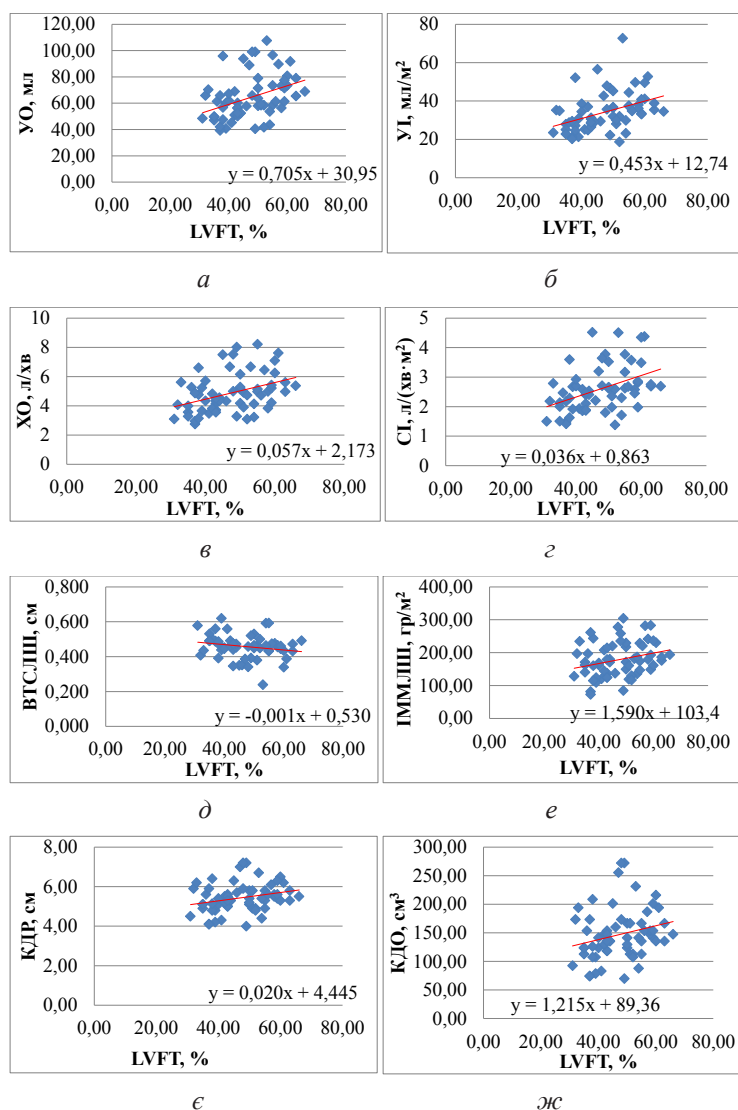 120,00
100,00
80,00
60,00
40,00
20,00
0,00
УО, мл
y = 0,705x + 30,95
0,00 20,00 40,00 60,00 80,00
LVFT, %
а
80
60
40
20
0
УІ, мл/м²
y = 0,453x + 12,74
0,00 20,00 40,00 60,00 80,00
LVFT, %
б
10
8
6
4
2
0
ХО, л/хв
y = 0,057x + 2,173
0,00 20,00 40,00 60,00 80,00
LVFT, %
в
5
4
3
2
1
0
СІ, л/(хв·м²)
y = 0,036x + 0,863
0,00 20,00 40,00 60,00 80,00
LVFT, %
г
0,800
0,600
0,400
0,200
0,000
ВТСЛШ, см
y = -0,001x + 0,530
0,00 20,00 40,00 60,00 80,00
LVFT, %
д
400,00
300,00
200,00
100,00
0,00
ІММЛШ, гр/м²
y = 1,590x + 103,4
0,00 20,00 40,00 60,00 80,00
LVFT, %
е
8,00
6,00
4,00
2,00
0,00
КДР, см
y = 0,020x + 4,445
0,00 20,00 40,00 60,00 80,00
LVFT, %
є
300,00
250,00
200,00
150,00
100,00
50,00
0,00
КДО, см³
y = 1,215x + 89,36
0,00 20,00 40,00 60,00 80,00
LVFT, %
ж